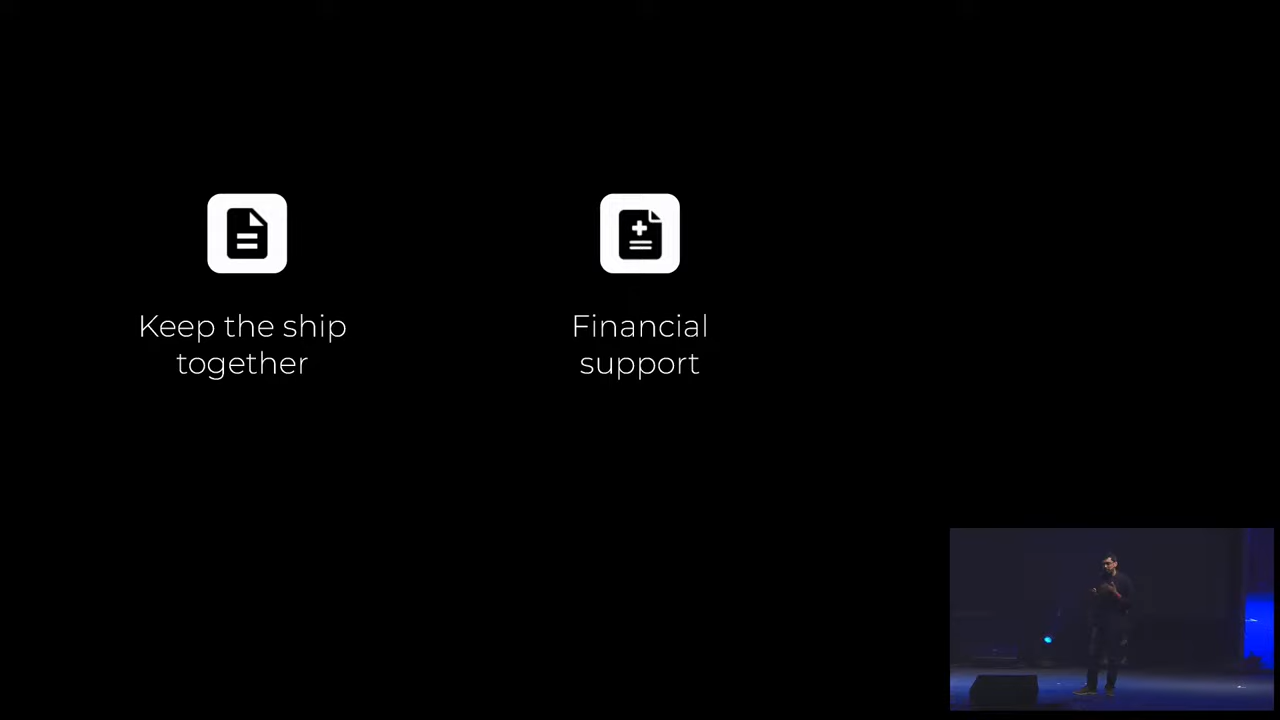 Keep the ship
together
Financial
support